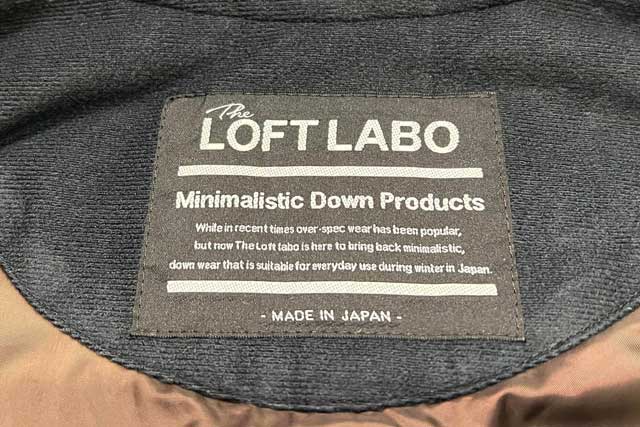 The
LOFT LABO
Minimalistic Down Products
While in recent times over-spec wear has been popular,
but now The Loft labo is here to bring back minimalistic,
down wear that is suitable for everyday use during winter in Japan.
- MADE IN JAPAN -